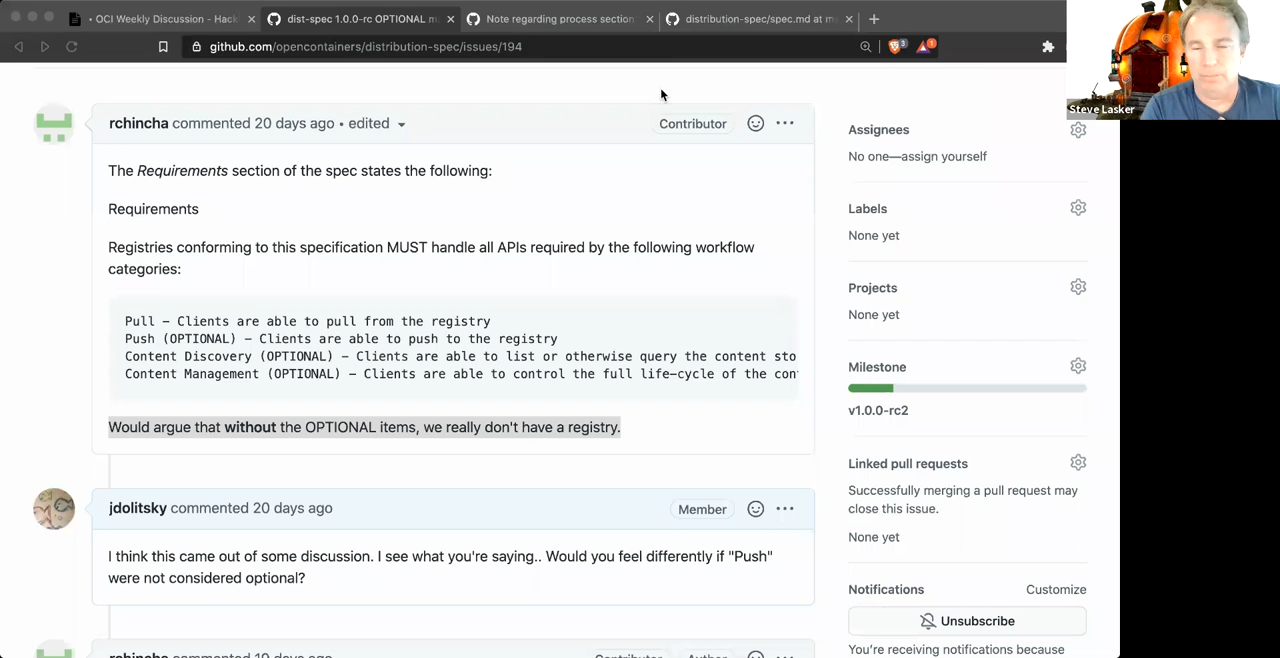 OCI Weekly Discussion - Hack
dist-spec 1.0.0-rc OPTIONAL m
Note regarding process section
distribution-spec/spec.md at m
github.com/opencontainers/distribution-spec/issues/194
3
1
Steve Lasker
rchincha commented 20 days ago • edited
Contributor
The Requirements section of the spec states the following:
Requirements
Registries conforming to this specification MUST handle all APIs required by the following workflow
categories:
Pull – Clients are able to pull from the registry
Push (OPTIONAL) – Clients are able to push to the registry
Content Discovery (OPTIONAL) – Clients are able to list or otherwise query the content sto
Content Management (OPTIONAL) – Clients are able to control the full life-cycle of the con
Would argue that without the OPTIONAL items, we really don't have a registry.
jdolitsky commented 20 days ago
Member
I think this came out of some discussion. I see what you're saying.. Would you feel differently if "Push"
were not considered optional?
rchincha commented 19 days ago
Contributor
Author
Assignees
No one—assign yourself
Labels
None yet
Projects
None yet
Milestone
v1.0.0-rc2
Linked pull requests
Successfully merging a pull request may
close this issue.
None yet
Notifications
Customize
Unsubscribe
You're receiving notifications because